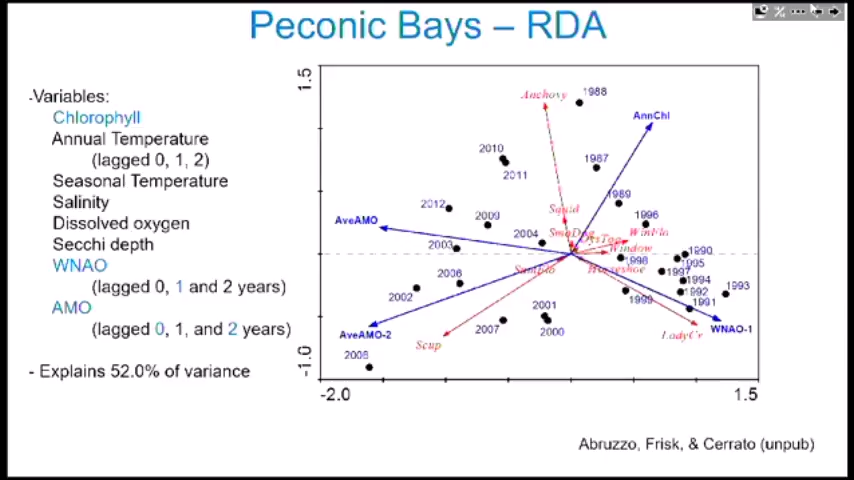 Peconic Bays – RDA
-Variables:
Chlorophyll
Annual Temperature
(lagged 0, 1, 2)
Seasonal Temperature
Salinity
Dissolved oxygen
Secchi depth
WNAO
(lagged 0, 1 and 2 years)
AMO
(lagged 0, 1, and 2 years)
- Explains 52.0% of variance
1.5
Anchovy
1988
AnnChl
2010
2011
1987
2012
1989
AveAMO
2009
Squid
1996
2004
SmoDog
WinFlo
2003
Window
1990
1998
1995
Horseshoe
1997
1994
2006
2002
1992
1993
1999
1991
2001
2007
2000
AveAMO-2
WNAO-1
LadyCr
Scup
2006
-1.0
-2.0
1.5
Abruzzo, Frisk, & Cerrato (unpub)